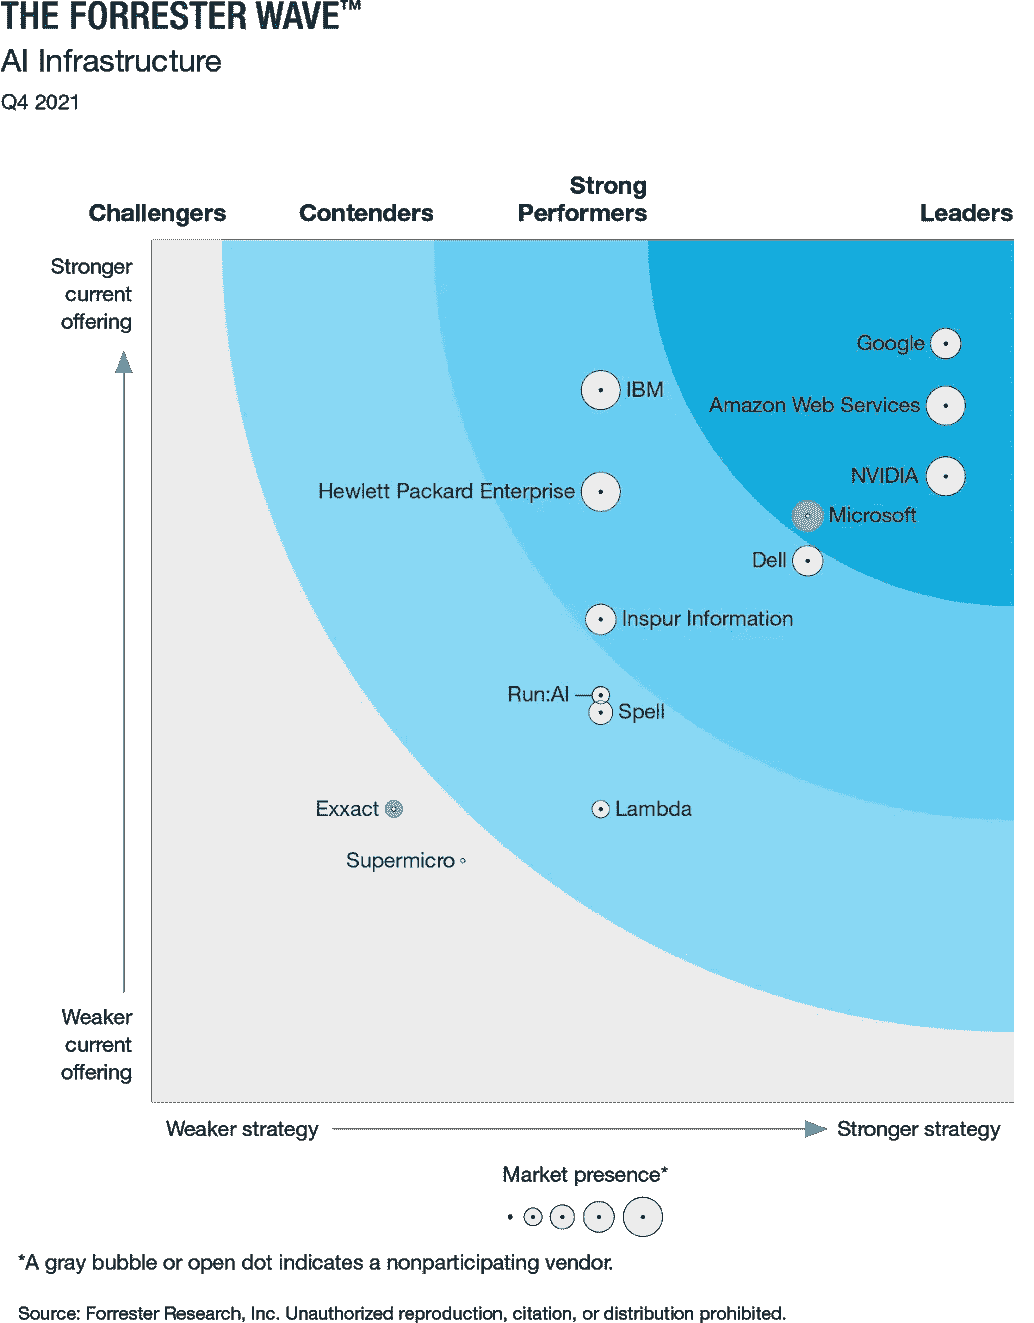 THE FORRESTER WAVE™
AI Infrastructure
Q4 2021
Strong
Challengers Contenders Performers Leaders
Stronger
current
offering
Google
IBM
Amazon Web Services
NVIDIA
Hewlett Packard Enterprise
Microsoft
Dell
Inspur Information
Run:AI
Spell
Exxact
Lambda
Supermicro
Weaker
current
offering
Weaker strategy Stronger strategy
Market presence*
*A gray bubble or open dot indicates a nonparticipating vendor.
Source: Forrester Research, Inc. Unauthorized reproduction, citation, or distribution prohibited.